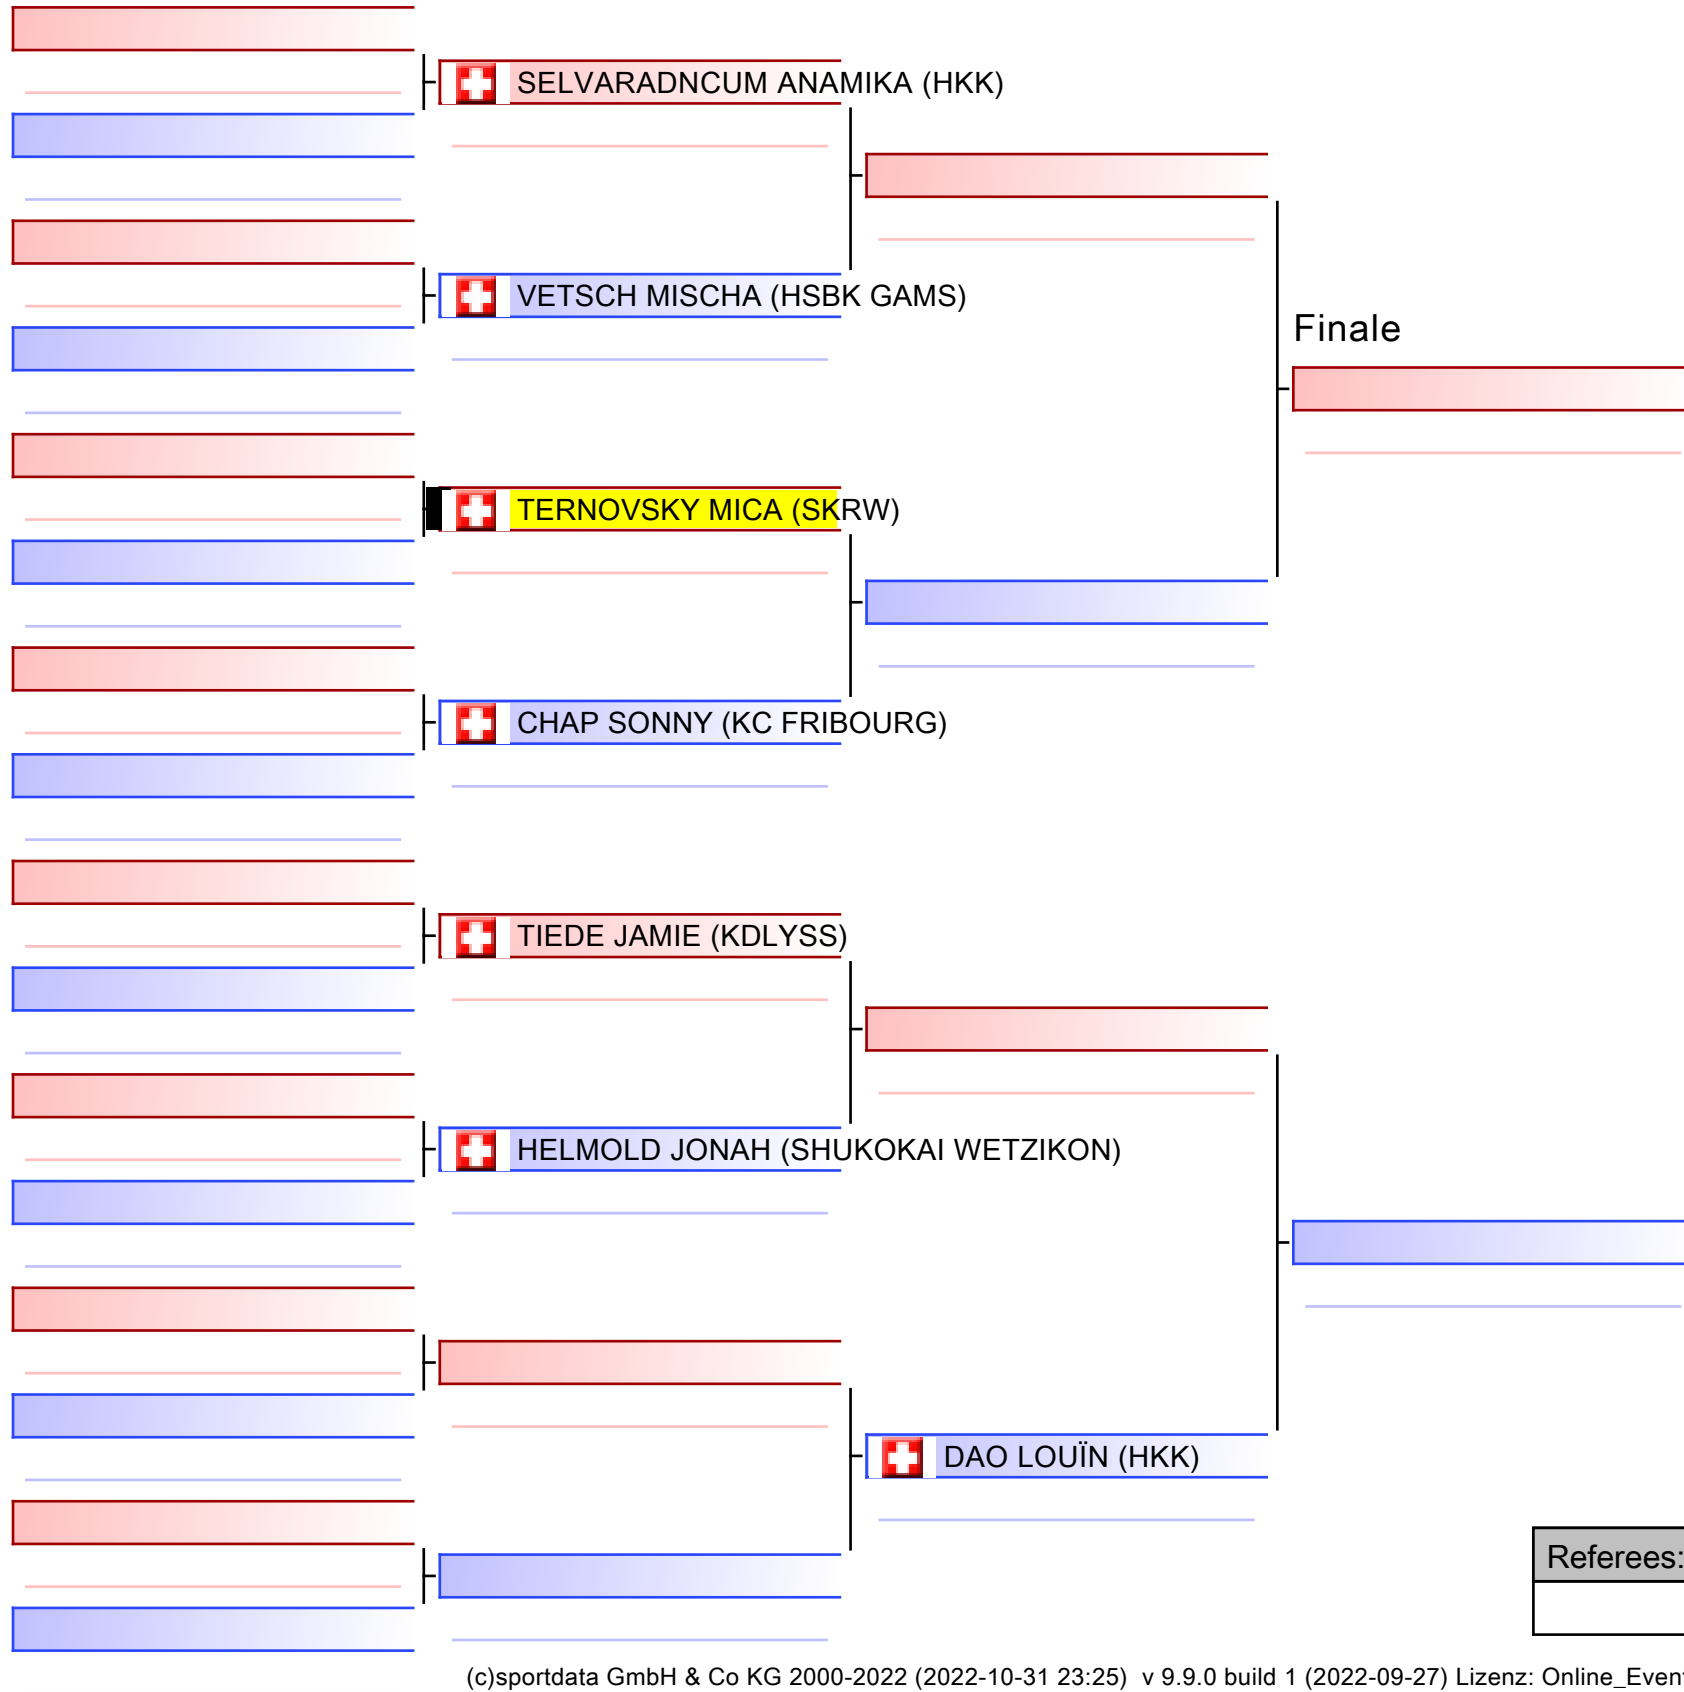 SELVARADNCUM ANAMIKA (HKK)
VETSCH MISCHA (HSBK GAMS)
Finale
TERNOVSKY MICA (SKRW)
CHAP SONNY (KC FRIBOURG)
TIEDE JAMIE (KDLYSS)
HELMOLD JONAH (SHUKOKAI WETZIKON)
DAO LOUÏN (HKK)
Referees:
(c)sportdata GmbH & Co KG 2000-2022 (2022-10-31 23:25) v 9.9.0 build 1 (2022-09-27) Lizenz: Online_Event